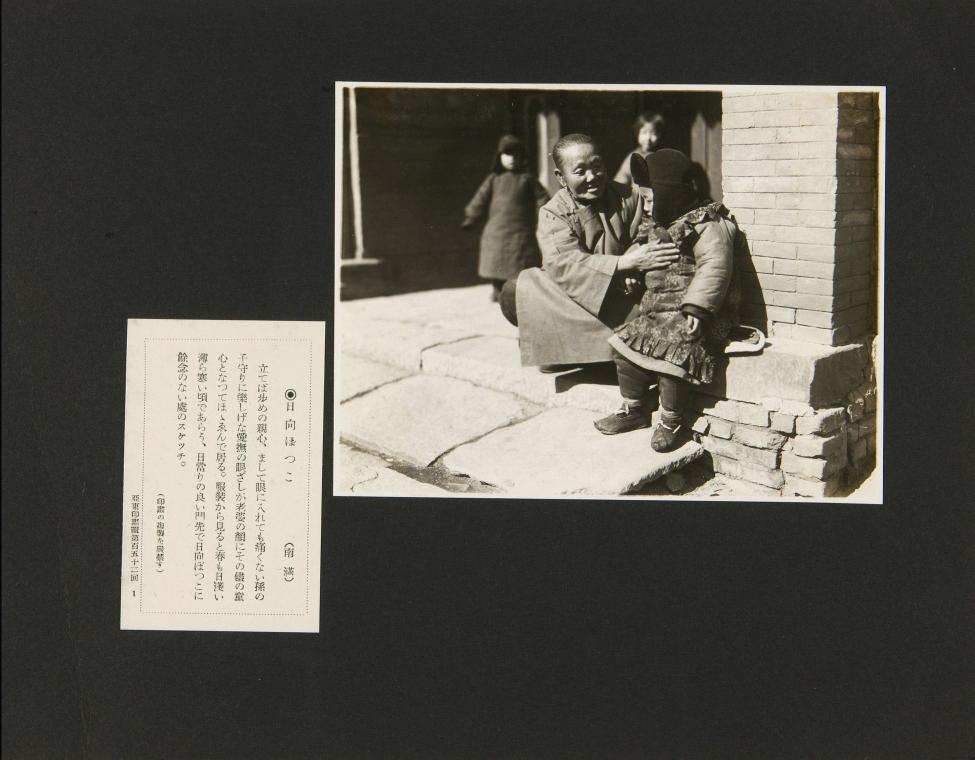 ◉日向ぼつこ　　（南滿）
立てば歩めの親心、まして眼に入れても痛くない孫の
子守りに樂しげな愛撫の眼ざしが老婆の顏にその儘の童
心となつてほゝゑんで居る。服裝から見ると春も日淺い
薄ら寒い頃であらう、日當りの良い門先で日向ぼつこに
餘念のない處のスケッチ。
（印畫の複製を嚴禁す）
亞東印畫輯第百五十二回　1